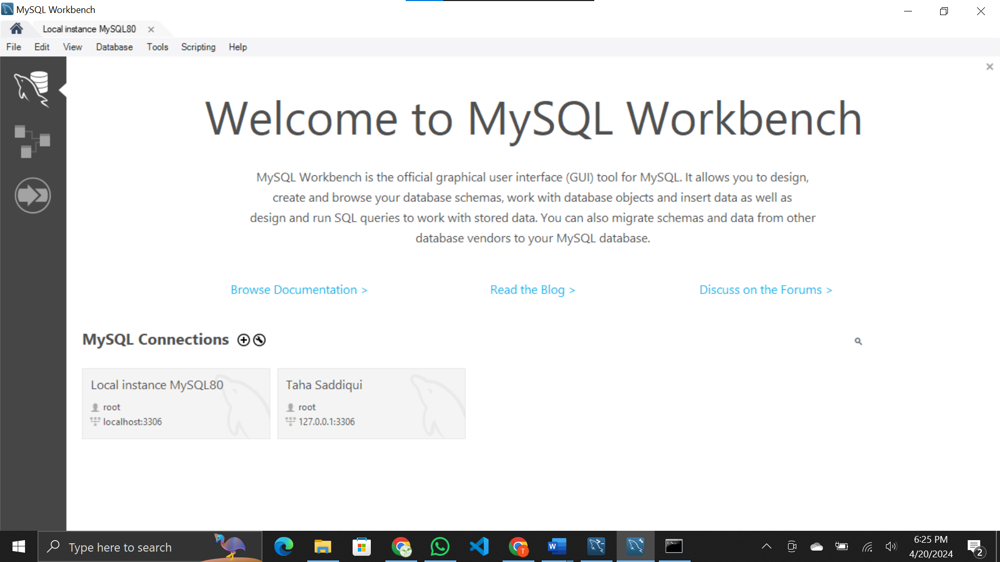 MySQL Workbench
Local instance MySQL80
File Edit View Database Tools Scripting Help
Welcome to MySQL Workbench
MySQL Workbench is the official graphical user interface (GUI) tool for MySQL. It allows you to design,
create and browse your database schemas, work with database objects and insert data as well as
design and run SQL queries to work with stored data. You can also migrate schemas and data from other
database vendors to your MySQL database.
Browse Documentation > Read the Blog > Discuss on the Forums >
MySQL Connections
Local instance MySQL80
root
localhost:3306
Taha Saddiqui
root
127.0.0.1:3306
Type here to search
6:25 PM
4/20/2024
2